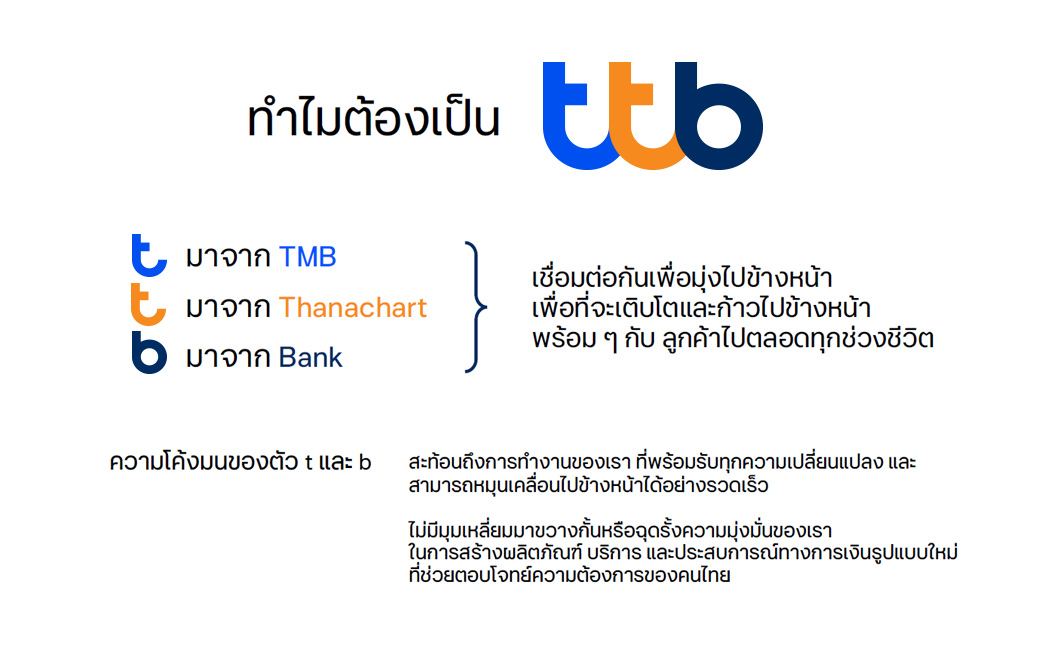 ทำไมต้องเป็น ttb
t มาจาก TMB
t มาจาก Thanachart
b มาจาก Bank
เชื่อมต่อกันเพื่อมุ่งไปข้างหน้า
เพื่อที่จะเติบโตและก้าวไปข้างหน้า
พร้อม ๆ กับ ลูกค้าไปตลอดทุกช่วงชีวิต
ความโค้งมนของตัว t และ b
สะท้อนถึงการทำงานของเรา ที่พร้อมรับทุกความเปลี่ยนแปลง และ
สามารถหมุนเคลื่อนไปข้างหน้าได้อย่างรวดเร็ว
ไม่มีมุมเหลี่ยมมาขวางกั้นหรือฉุดรั้งความมุ่งมั่นของเรา
ในการสร้างผลิตภัณฑ์ บริการ และประสบการณ์ทางการเงินรูปแบบใหม่
ที่ช่วยตอบโจทย์ความต้องการของคนไทย